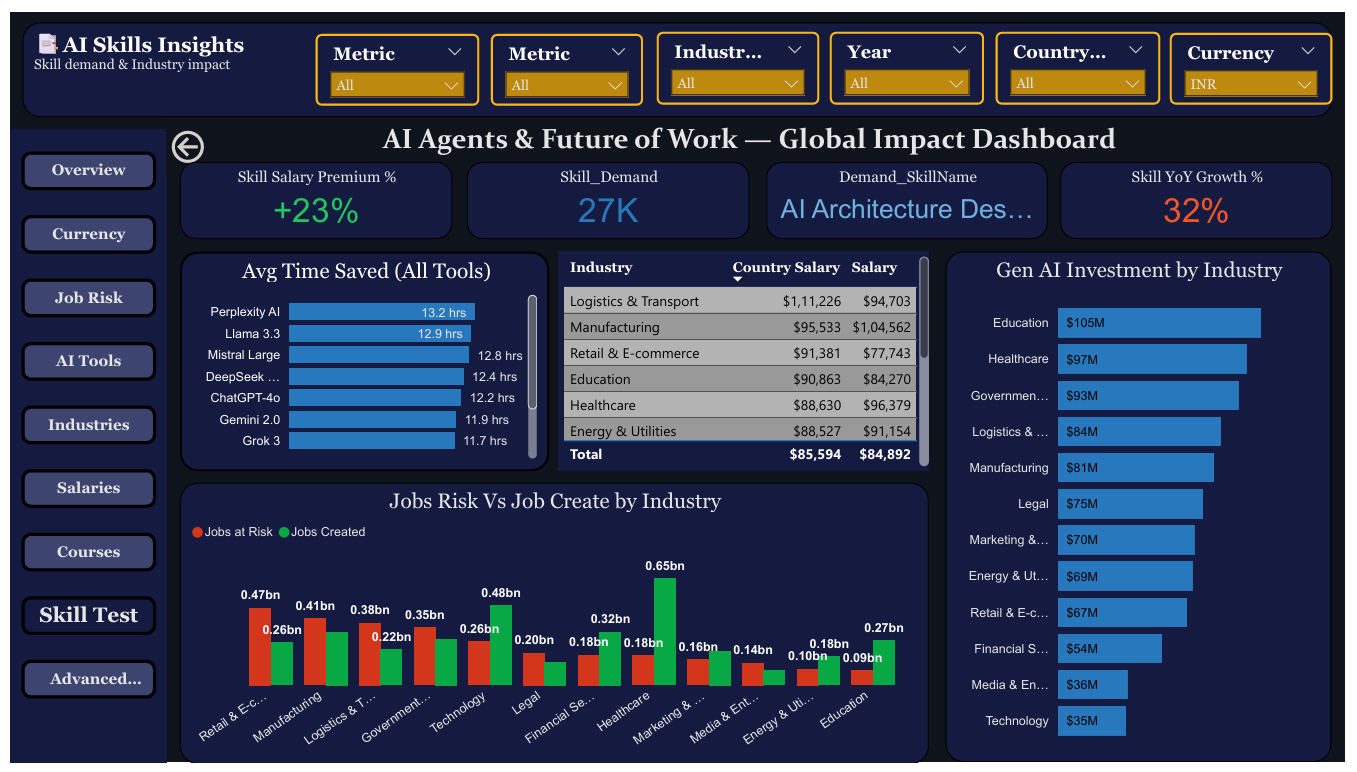 AI Skills Insights
Skill demand & Industry impact
Metric
All
Metric
All
Industr...
All
Year
All
Country...
All
Currency
INR
AI Agents & Future of Work — Global Impact Dashboard
Overview
Currency
Job Risk
AI Tools
Industries
Salaries
Courses
Skill Test
Advanced...
Skill Salary Premium %
+23%
Skill_Demand
27K
Demand_SkillName
AI Architecture Des...
Skill YoY Growth %
32%
Avg Time Saved (All Tools)
Perplexity AI 13.2 hrs
Llama 3.3 12.9 hrs
Mistral Large 12.8 hrs
DeepSeek ... 12.4 hrs
ChatGPT-4o 12.2 hrs
Gemini 2.0 11.9 hrs
Grok 3 11.7 hrs
Industry Country Salary Salary
Logistics & Transport $1,11,226 $94,703
Manufacturing $95,533 $1,04,562
Retail & E-commerce $91,381 $77,743
Education $90,863 $84,270
Healthcare $88,630 $96,379
Energy & Utilities $88,527 $91,154
Total $85,594 $84,892
Gen AI Investment by Industry
Education $105M
Healthcare $97M
Governmen... $93M
Logistics & ... $84M
Manufacturing $81M
Legal $75M
Marketing &... $70M
Energy & Ut... $69M
Retail & E-c... $67M
Financial S... $54M
Media & En... $36M
Technology $35M
Jobs Risk Vs Job Create by Industry
Jobs at Risk Jobs Created
0.47bn 0.26bn 0.41bn 0.38bn 0.22bn 0.35bn 0.26bn 0.48bn 0.20bn 0.18bn 0.32bn 0.18bn 0.65bn 0.16bn 0.14bn 0.10bn 0.18bn 0.09bn 0.27bn
Retail & E-c...
Manufacturing
Logistics & T...
Government...
Technology
Legal
Financial Se...
Healthcare
Marketing & ...
Media & Ent...
Energy & Uti...
Education